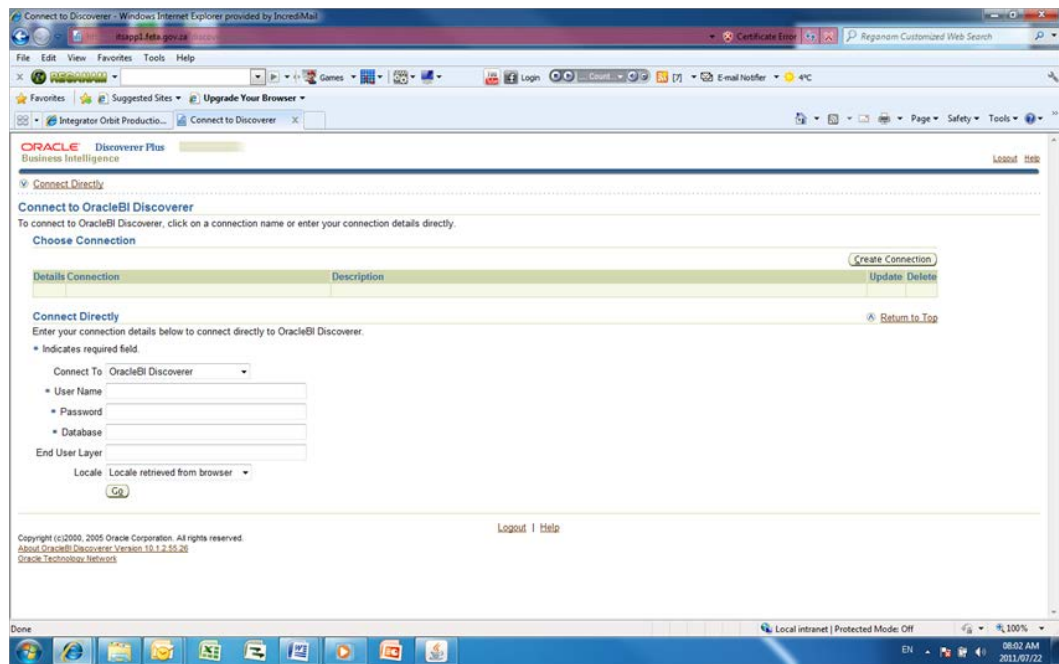 Connect to Discoverer - Windows Internet Explorer provided by IncrediMail
itsapp1.feta.gov.za
Certificate Error
Reganam Customized Web Search
File Edit View Favorites Tools Help
REGANAM
Games
Login
[7]
E-mail Notifier
4°C
Favorites
Suggested Sites
Upgrade Your Browser
Integrator Orbit Productio...
Connect to Discoverer
X
Page
Safety
Tools
ORACLE Discoverer Plus
Business Intelligence
Logout Help
Connect Directly
Connect to OracleBI Discoverer
To connect to OracleBI Discoverer, click on a connection name or enter your connection details directly.
Choose Connection
Create Connection
Details Connection Description Update Delete
Connect Directly
Return to Top
Enter your connection details below to connect directly to OracleBI Discoverer.
* Indicates required field.
Connect To OracleBI Discoverer
* User Name
* Password
* Database
End User Layer
Locale Locale retrieved from browser
Go
Logout | Help
Copyright (c)2000, 2005 Oracle Corporation. All rights reserved.
About OracleBI Discoverer Version 10.1.2.55.26
Oracle Technology Network
Done
Local intranet | Protected Mode: Off
100%
EN
08:02 AM
2011/07/22